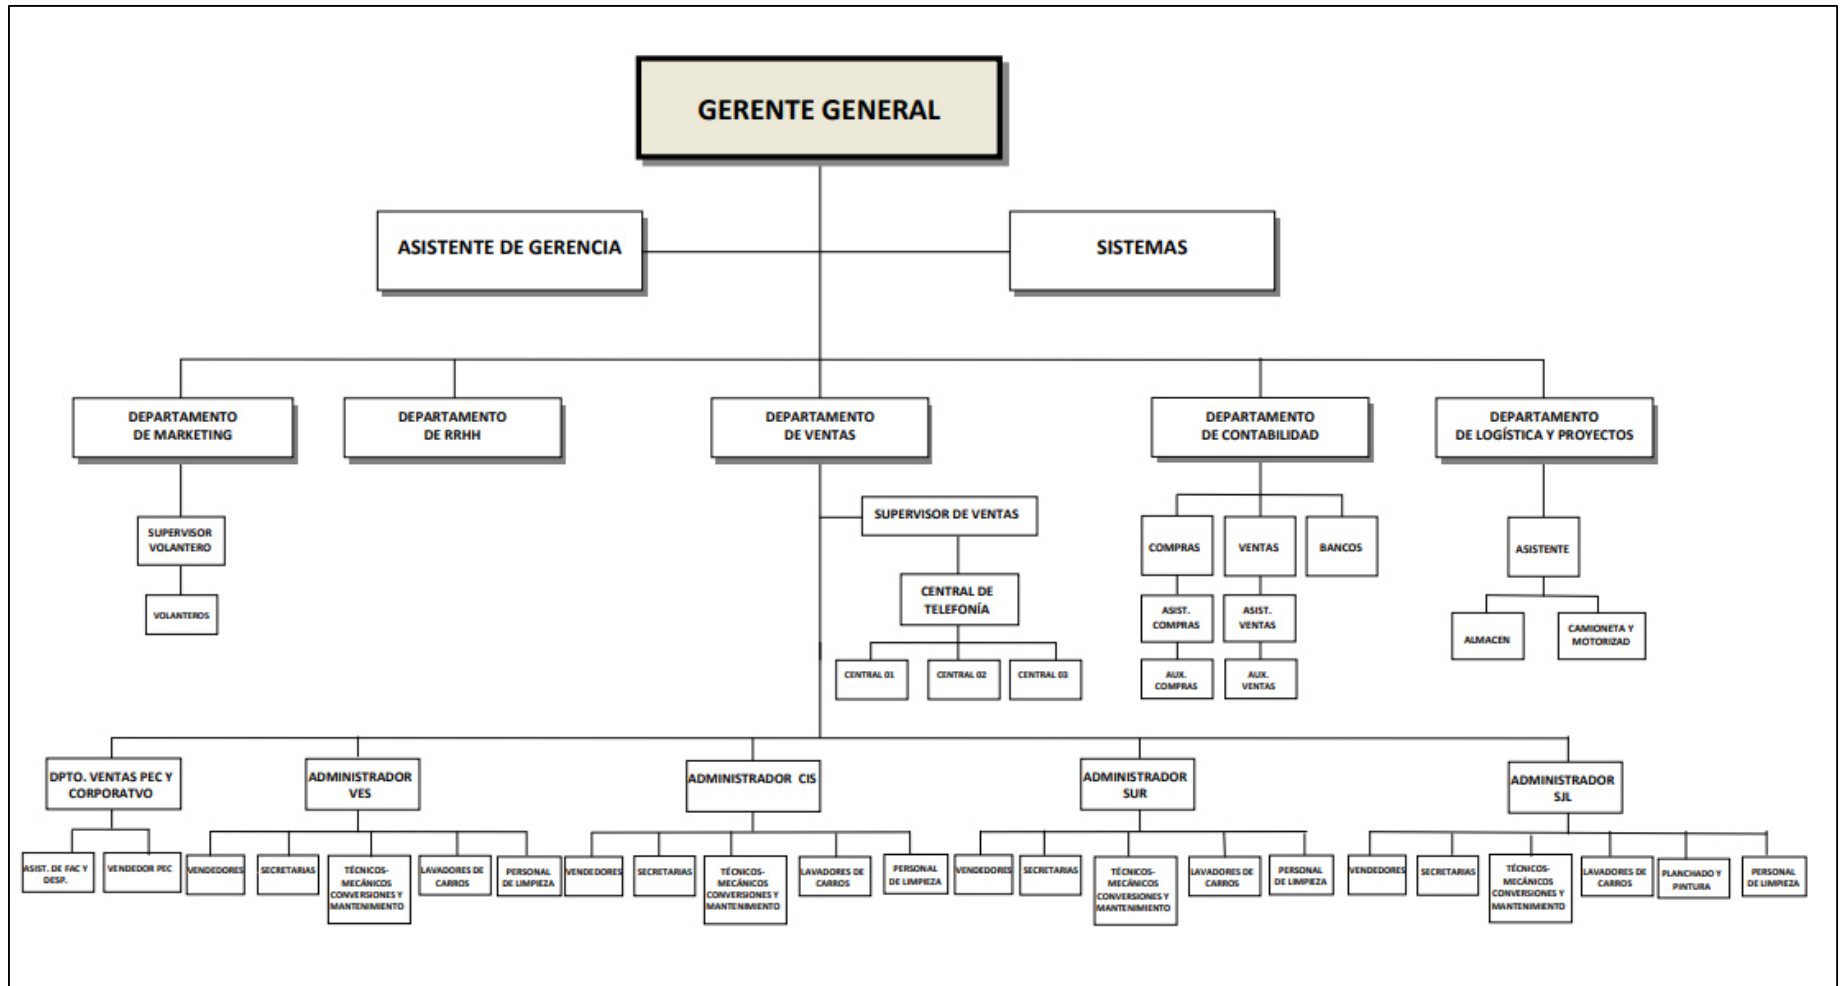 GERENTE GENERAL
ASISTENTE DE GERENCIA
SISTEMAS
DEPARTAMENTO
DE MARKETING
DEPARTAMENTO
DE RRHH
DEPARTAMENTO
DE VENTAS
DEPARTAMENTO
DE CONTABILIDAD
DEPARTAMENTO
DE LOGÍSTICA Y PROYECTOS
SUPERVISOR
VOLANTERO
VOLANTEROS
SUPERVISOR DE VENTAS
CENTRAL DE
TELEFONÍA
CENTRAL 01
CENTRAL 02
CENTRAL 03
COMPRAS
VENTAS
BANCOS
ASIST.
COMPRAS
ASIST.
VENTAS
AUX.
COMPRAS
AUX.
VENTAS
ASISTENTE
ALMACEN
CAMIONETA Y
MOTORIZAD
DPTO. VENTAS PEC Y
CORPORATVO
ADMINISTRADOR
VES
ADMINISTRADOR CIS
ADMINISTRADOR
SUR
ADMINISTRADOR
SJL
ASIST. DE FAC Y
DESP.
VENDEDOR PEC
VENDEDORES
SECRETARIAS
TÉCNICOS-
MECÁNICOS
CONVERSIONES Y
MANTENIMIENTO
LAVADORES DE
CARROS
PERSONAL
DE LIMPIEZA
VENDEDORES
SECRETARIAS
TÉCNICOS-
MECÁNICOS
CONVERSIONES Y
MANTENIMIENTO
LAVADORES DE
CARROS
PERSONAL
DE LIMPIEZA
VENDEDORES
SECRETARIAS
TÉCNICOS-
MECÁNICOS
CONVERSIONES Y
MANTENIMIENTO
LAVADORES DE
CARROS
PERSONAL
DE LIMPIEZA
VENDEDORES
SECRETARIAS
TÉCNICOS-
MECÁNICOS
CONVERSIONES Y
MANTENIMIENTO
LAVADORES DE
CARROS
PLANCHADO Y
PINTURA
PERSONAL
DE LIMPIEZA